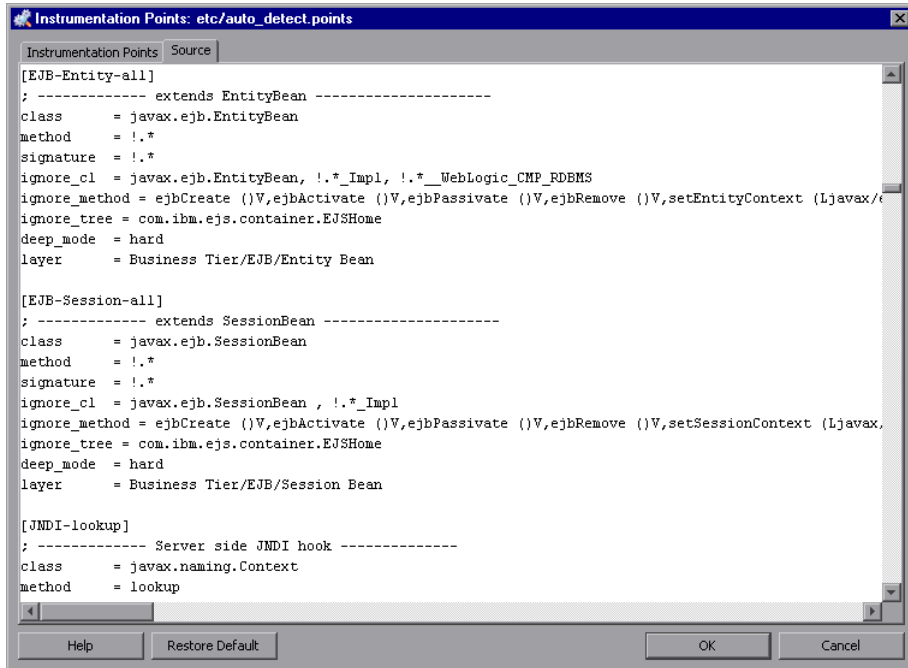 Instrumentation Points: etc/auto_detect.points
Instrumentation Points Source
[EJB-Entity-all]
; ------------- extends EntityBean ---------------------
class = javax.ejb.EntityBean
method = !.*
signature = !.*
ignore_cl = javax.ejb.EntityBean, !.*_Impl, !.*__WebLogic_CMP_RDBMS
ignore_method = ejbCreate ()V,ejbActivate ()V,ejbPassivate ()V,ejbRemove ()V,setEntityContext (Ljavax/e
ignore_tree = com.ibm.ejs.container.EJSHome
deep_mode = hard
layer = Business Tier/EJB/Entity Bean
[EJB-Session-all]
; ------------- extends SessionBean ---------------------
class = javax.ejb.SessionBean
method = !.*
signature = !.*
ignore_cl = javax.ejb.SessionBean , !.*_Impl
ignore_method = ejbCreate ()V,ejbActivate ()V,ejbPassivate ()V,ejbRemove ()V,setSessionContext (Ljavax,
ignore_tree = com.ibm.ejs.container.EJSHome
deep_mode = hard
layer = Business Tier/EJB/Session Bean
[JNDI-lookup]
; ------------- Server side JNDI hook --------------
class = javax.naming.Context
method = lookup
Help Restore Default OK Cancel